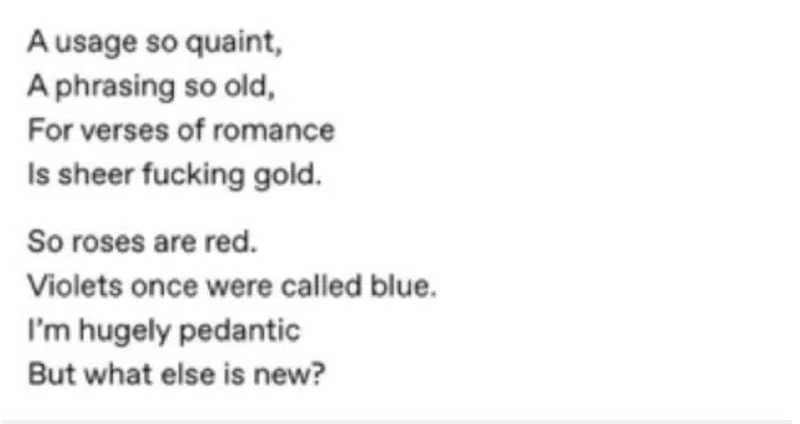 A usage so quaint,
A phrasing so old,
For verses of romance
Is sheer fucking gold.
So roses are red.
Violets once were called blue.
I'm hugely pedantic
But what else is new?